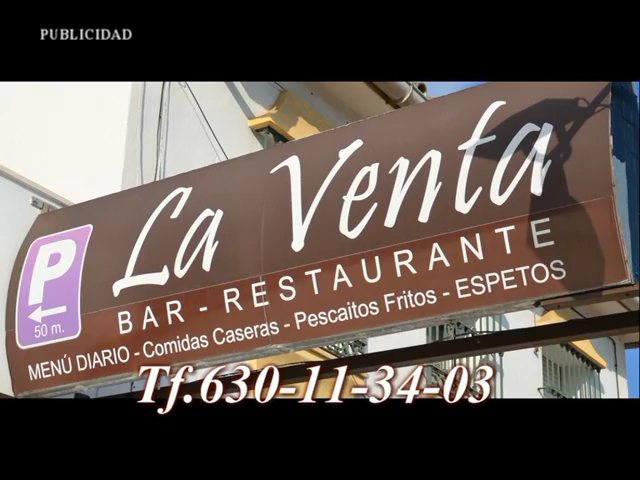 PUBLICIDAD
La Venta
P
50 m.
BAR - RESTAURANTE
MENÚ DIARIO - Comidas Caseras - Pescaitos Fritos - ESPETOS
Tf.630-11-34-03